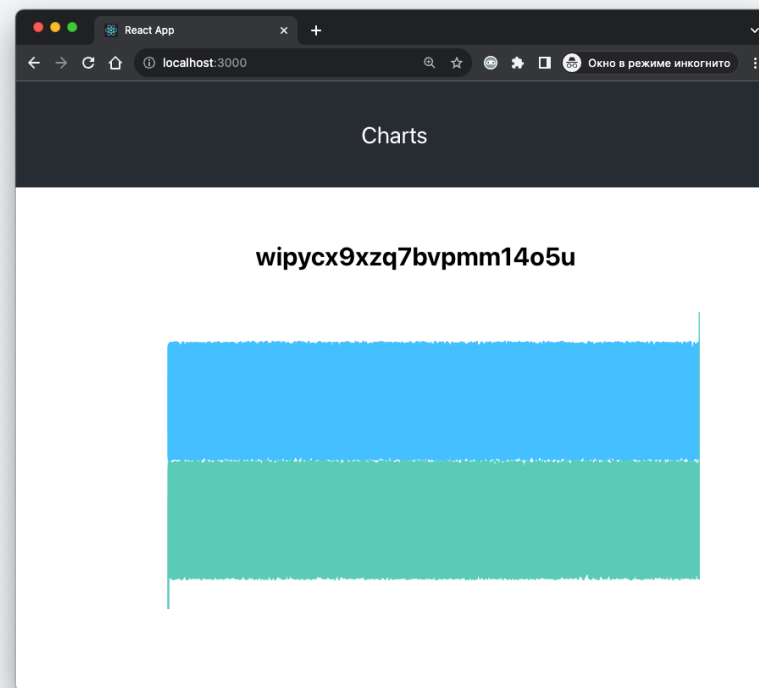 React App
localhost:3000
Окно в режиме инкогнито
Charts
wipycx9xzq7bvpmm14o5u